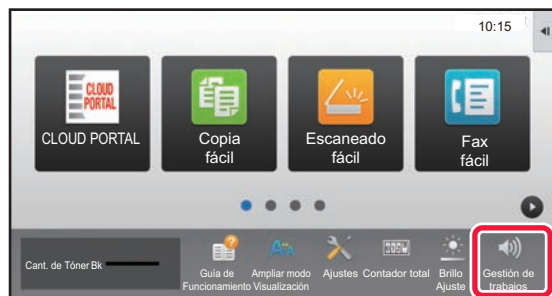 10:15
CLOUD
PORTAL
CLOUD PORTAL
Copia
fácil
Escaneado
fácil
Fax
fácil
Cant. de Tóner Bk
Guía de
Funcionamiento
Ampliar modo
Visualización
Ajustes
Contador total
Brillo
Ajuste
Gestión de
trabajos